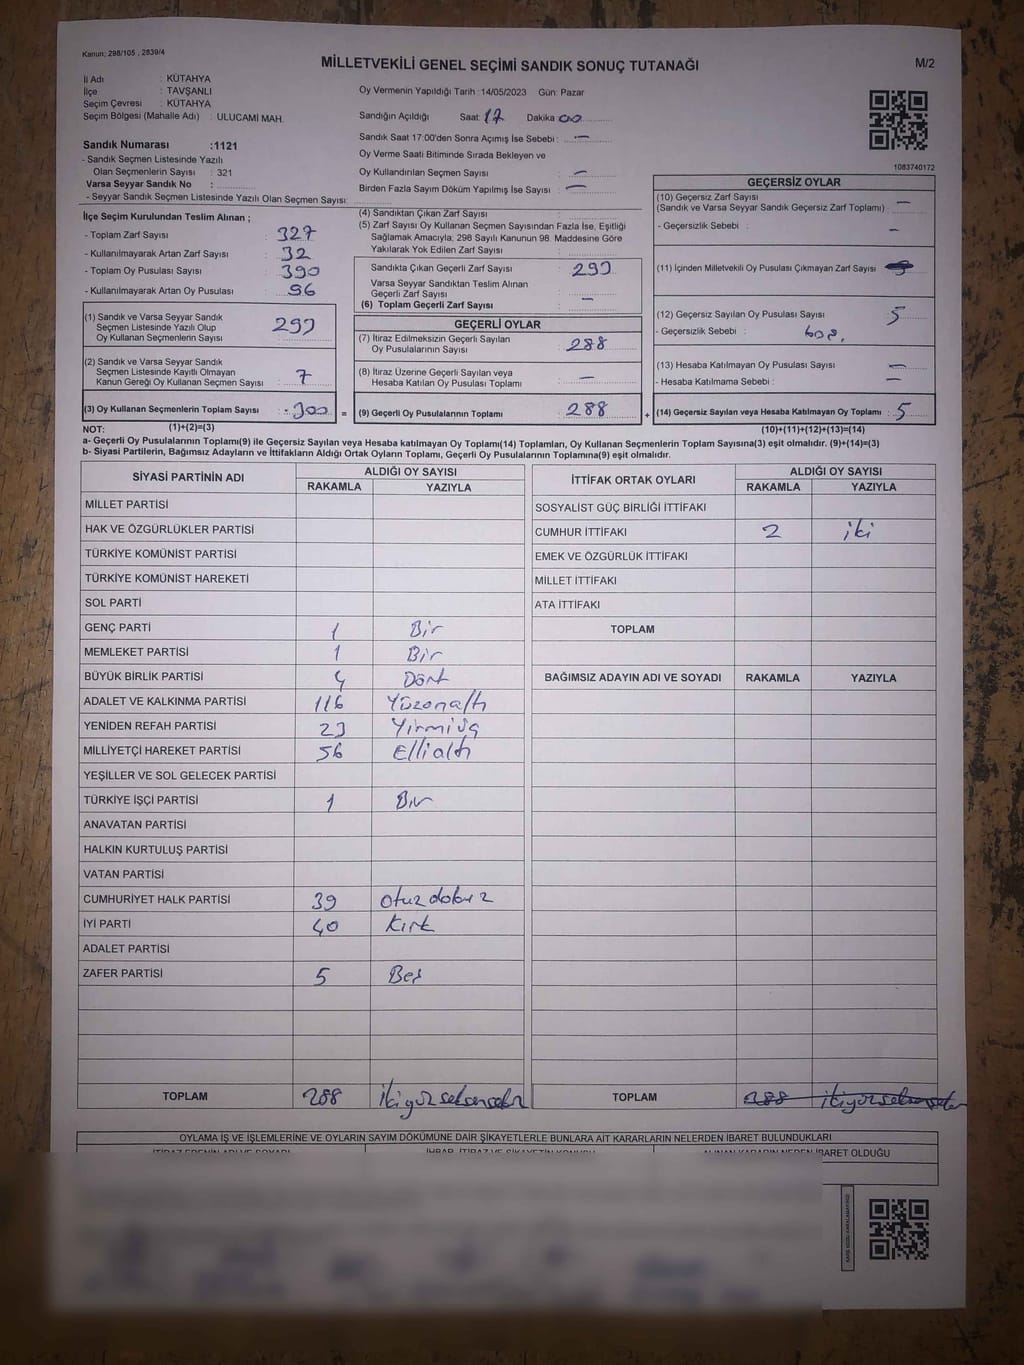 Kanun: 298/105 , 2839/4
MİLLETVEKİLİ GENEL SEÇİMİ SANDIK SONUÇ TUTANAĞI
M/2
İl Adı : KÜTAHYA
İlçe : TAVŞANLI
Seçim Çevresi : KÜTAHYA
Seçim Bölgesi (Mahalle Adı) : ULUCAMİ MAH.
Sandık Numarası :1121
- Sandık Seçmen Listesinde Yazılı
Olan Seçmenlerin Sayısı : 321
Varsa Seyyar Sandık No :
- Seyyar Sandık Seçmen Listesinde Yazılı Olan Seçmen Sayısı:
Oy Vermenin Yapıldığı Tarih :14/05/2023 Gün: Pazar
Sandığın Açıldığı Saat: 17 Dakika 00
Sandık Saat 17:00'den Sonra Açımış İse Sebebi : —
Oy Verme Saati Bitiminde Sırada Bekleyen ve
Oy Kullandırılan Seçmen Sayısı : —
Birden Fazla Sayım Döküm Yapılmış İse Sayısı : —
1083740172
İlçe Seçim Kurulundan Teslim Alınan ;
- Toplam Zarf Sayısı : 327
- Kullanılmayarak Artan Zarf Sayısı : 32
- Toplam Oy Pusulası Sayısı : 390
- Kullanılmayarak Artan Oy Pusulası : 96
(1) Sandık ve Varsa Seyyar Sandık
Seçmen Listesinde Yazılı Olup
Oy Kullanan Seçmenlerin Sayısı :
(2) Sandık ve Varsa Seyyar Sandık
Seçmen Listesinde Kayıtlı Olmayan
Kanun Gereği Oy Kullanan Seçmen Sayısı : 7
(3) Oy Kullanan Seçmenlerin Toplam Sayısı : 300 =
(1)+(2)=(3)
(4) Sandıktan Çıkan Zarf Sayısı :
(5) Zarf Sayısı Oy Kullanan Seçmen Sayısından Fazla İse, Eşitliği
Sağlamak Amacıyla; 298 Sayılı Kanunun 98. Maddesine Göre
Yakılarak Yok Edilen Zarf Sayısı :
Sandıkta Çıkan Geçerli Zarf Sayısı :
Varsa Seyyar Sandıktan Teslim Alınan
Geçerli Zarf Sayısı :
(6) Toplam Geçerli Zarf Sayısı : —
GEÇERLİ OYLAR
(7) İtiraz Edilmeksizin Geçerli Sayılan
Oy Pusulalarının Sayısı : 288
(8) İtiraz Üzerine Geçerli Sayılan veya
Hesaba Katılan Oy Pusulası Toplamı : —
(9) Geçerli Oy Pusulalarının Toplamı : 288 +
GEÇERSİZ OYLAR
(10) Geçersiz Zarf Sayısı
(Sandık ve Varsa Seyyar Sandık Geçersiz Zarf Toplamı) : —
- Geçersizlik Sebebi : —
(11) İçinden Milletvekili Oy Pusulası Çıkmayan Zarf Sayısı :
(12) Geçersiz Sayılan Oy Pusulası Sayısı : 5
- Geçersizlik Sebebi :
(13) Hesaba Katılmayan Oy Pusulası Sayısı : —
- Hesaba Katılmama Sebebi : —
(14) Geçersiz Sayılan veya Hesaba Katılmayan Oy Toplamı : 5
(10)+(11)+(12)+(13)=(14)
NOT:
a- Geçerli Oy Pusulalarının Toplamı(9) ile Geçersiz Sayılan veya Hesaba katılmayan Oy Toplamı(14) Toplamları, Oy Kullanan Seçmenlerin Toplam Sayısına(3) eşit olmalıdır. (9)+(14)=(3)
b- Siyasi Partilerin, Bağımsız Adayların ve İttifakların Aldığı Ortak Oyların Toplamı, Geçerli Oy Pusulalarının Toplamına(9) eşit olmalıdır.
SİYASİ PARTİNİN ADI ALDIĞI OY SAYISI
RAKAMLA YAZIYLA
MİLLET PARTİSİ
HAK VE ÖZGÜRLÜKLER PARTİSİ
TÜRKİYE KOMÜNİST PARTİSİ
TÜRKİYE KOMÜNİST HAREKETİ
SOL PARTİ
GENÇ PARTİ 1 Bir
MEMLEKET PARTİSİ 1 Bir
BÜYÜK BİRLİK PARTİSİ 4 Dört
ADALET VE KALKINMA PARTİSİ 116 Yüzonaltı
YENİDEN REFAH PARTİSİ 23 Yirmiüç
MİLLİYETÇİ HAREKET PARTİSİ 56 Ellialtı
YEŞİLLER VE SOL GELECEK PARTİSİ
TÜRKİYE İŞÇİ PARTİSİ 1 Bir
ANAVATAN PARTİSİ
HALKIN KURTULUŞ PARTİSİ
VATAN PARTİSİ
CUMHURİYET HALK PARTİSİ 39 Otuzdokuz
İYİ PARTİ 40 Kırk
ADALET PARTİSİ
ZAFER PARTİSİ 5 Beş
TOPLAM 288 İkiyüzseksensekiz
İTTİFAK ORTAK OYLARI ALDIĞI OY SAYISI
RAKAMLA YAZIYLA
SOSYALİST GÜÇ BİRLİĞİ İTTİFAKI
CUMHUR İTTİFAKI 2 iki
EMEK VE ÖZGÜRLÜK İTTİFAKI
MİLLET İTTİFAKI
ATA İTTİFAKI
TOPLAM
BAĞIMSIZ ADAYIN ADI VE SOYADI RAKAMLA YAZIYLA
TOPLAM 288 ikiyüzseksensekiz
OYLAMA İŞ VE İŞLEMLERİNE VE OYLARIN SAYIM DÖKÜMÜNE DAİR ŞİKAYETLERLE BUNLARA AİT KARARLARIN NELERDEN İBARET BULUNDUKLARI
İTİRAZ EDENİN ADI VE SOYADI İHBAR, İTİRAZ VE ŞİKAYETİN KONUSU ALINAN KARARIN NEDEN İBARET OLDUĞU